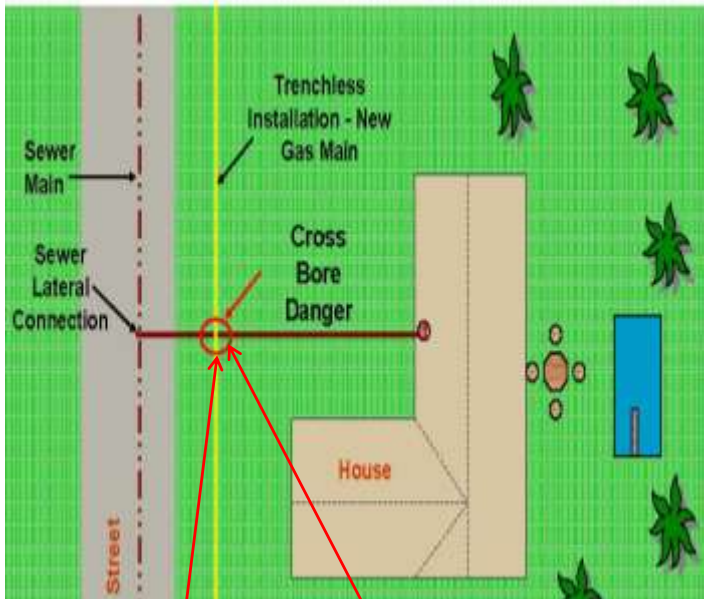 Trenchless
Installation - New
Gas Main
Sewer
Main
Cross
Bore
Danger
Sewer
Lateral
Connection
House
Street